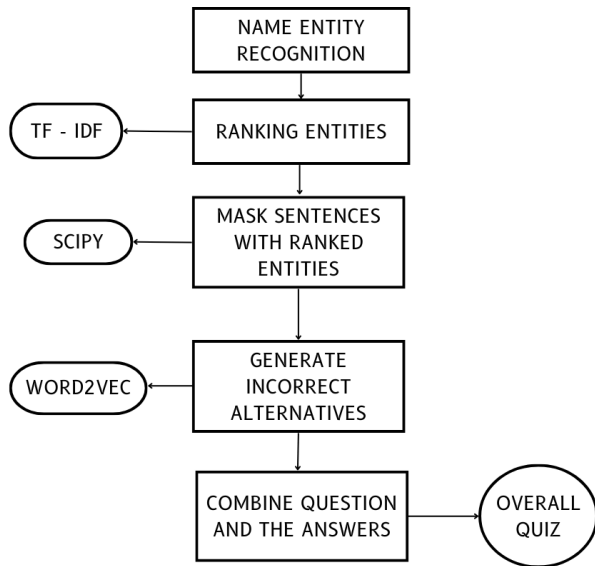 NAME ENTITY
RECOGNITION
TF - IDF
RANKING ENTITIES
MASK SENTENCES
WITH RANKED
ENTITIES
SCIPY
GENERATE
INCORRECT
ALTERNATIVES
WORD2VEC
COMBINE QUESTION
AND THE ANSWERS
OVERALL
QUIZ